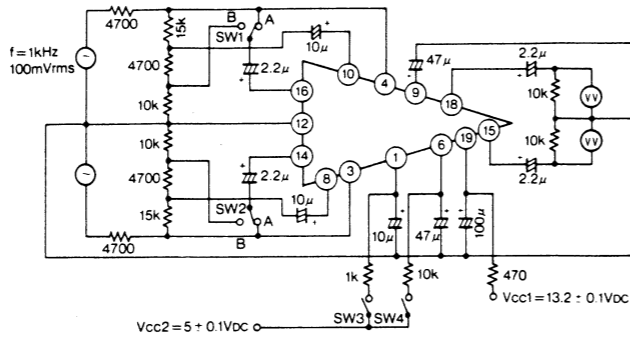 4700
15k
B
A
SW1
10μ
f = 1kHz
100mVrms
4700
2.2μ
47μ
2.2μ
10
4
9
18
10k
16
10k
VV
12
10k
14
19
15
10k
VV
6
1
8
3
4700
2.2μ
2.2μ
10μ
SW2
A
15k
B
10μ
47μ
100μ
4700
1k
10k
470
SW3
SW4
Vcc1 = 13.2 ± 0.1VDC
Vcc2 = 5 ± 0.1VDC